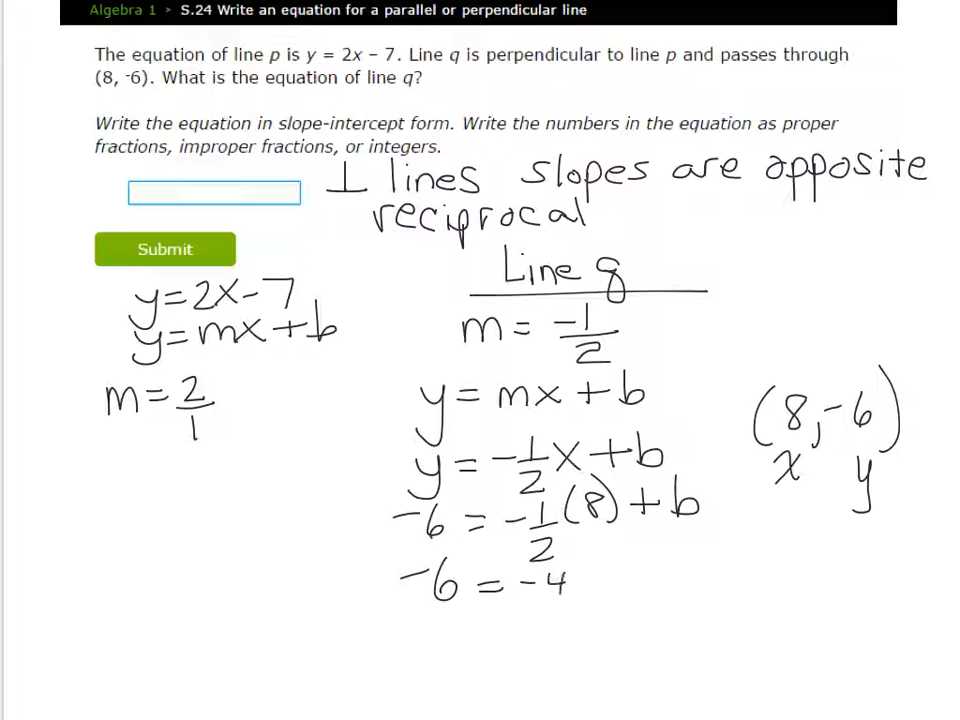 Algebra 1 > S.24 Write an equation for a parallel or perpendicular line
The equation of line p is y = 2x – 7. Line q is perpendicular to line p and passes through
(8, -6). What is the equation of line q?
Write the equation in slope-intercept form. Write the numbers in the equation as proper
fractions, improper fractions, or integers.
⊥ lines slopes are opposite
reciprocal
Submit
Line q
y=2x-7
y=mx+b
m = -1/2
m=2/1
y= mx+b
(8,-6)
x y
y = -1/2x+b
-6 = -1/2(8)+b
-6 = -4